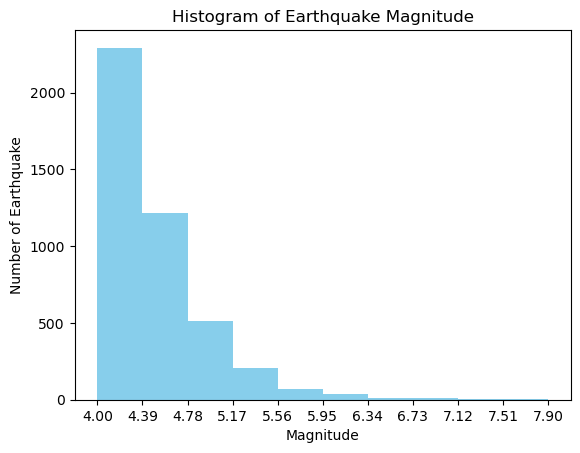 Histogram of Earthquake Magnitude
Number of Earthquake
2000
1500
1000
500
0
4.00 4.39 4.78 5.17 5.56 5.95 6.34 6.73 7.12 7.51 7.90
Magnitude